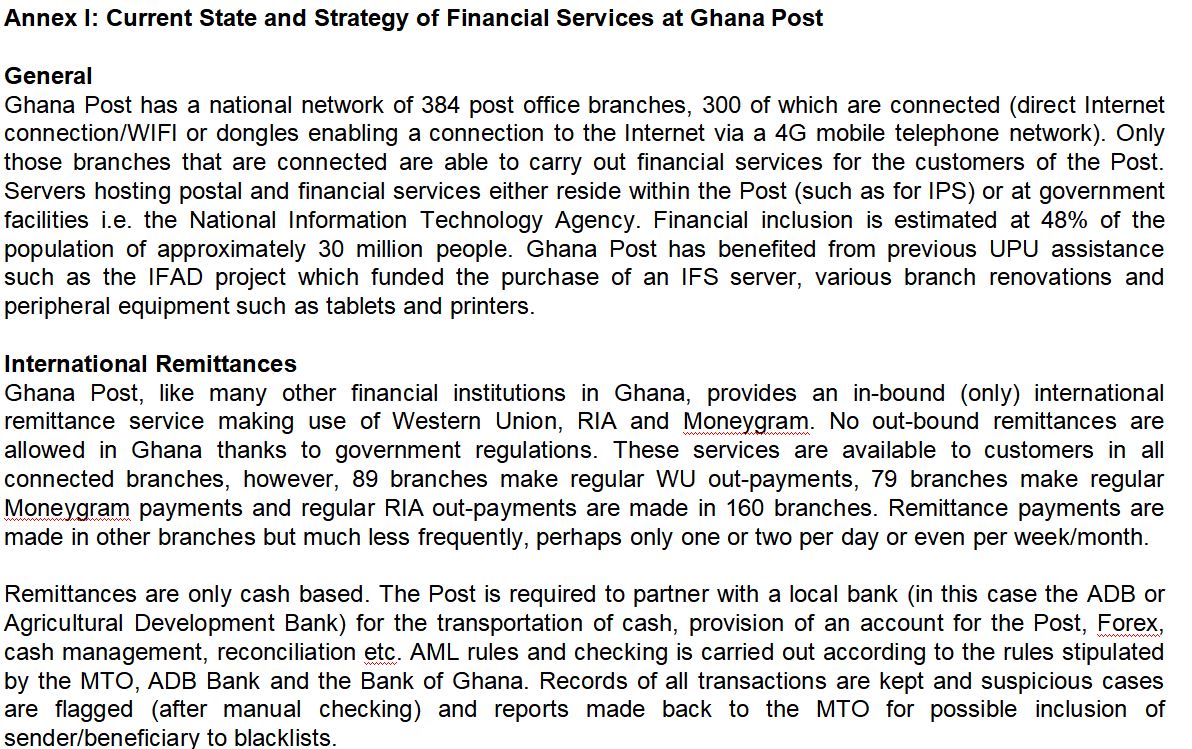 Annex I: Current State and Strategy of Financial Services at Ghana Post
General
Ghana Post has a national network of 384 post office branches, 300 of which are connected (direct Internet
connection/WIFI or dongles enabling a connection to the Internet via a 4G mobile telephone network). Only
those branches that are connected are able to carry out financial services for the customers of the Post.
Servers hosting postal and financial services either reside within the Post (such as for IPS) or at government
facilities i.e. the National Information Technology Agency. Financial inclusion is estimated at 48% of the
population of approximately 30 million people. Ghana Post has benefited from previous UPU assistance
such as the IFAD project which funded the purchase of an IFS server, various branch renovations and
peripheral equipment such as tablets and printers.
International Remittances
Ghana Post, like many other financial institutions in Ghana, provides an in-bound (only) international
remittance service making use of Western Union, RIA and Moneygram. No out-bound remittances are
allowed in Ghana thanks to government regulations. These services are available to customers in all
connected branches, however, 89 branches make regular WU out-payments, 79 branches make regular
Moneygram payments and regular RIA out-payments are made in 160 branches. Remittance payments are
made in other branches but much less frequently, perhaps only one or two per day or even per week/month.
Remittances are only cash based. The Post is required to partner with a local bank (in this case the ADB or
Agricultural Development Bank) for the transportation of cash, provision of an account for the Post, Forex,
cash management, reconciliation etc. AML rules and checking is carried out according to the rules stipulated
by the MTO, ADB Bank and the Bank of Ghana. Records of all transactions are kept and suspicious cases
are flagged (after manual checking) and reports made back to the MTO for possible inclusion of
sender/beneficiary to blacklists.